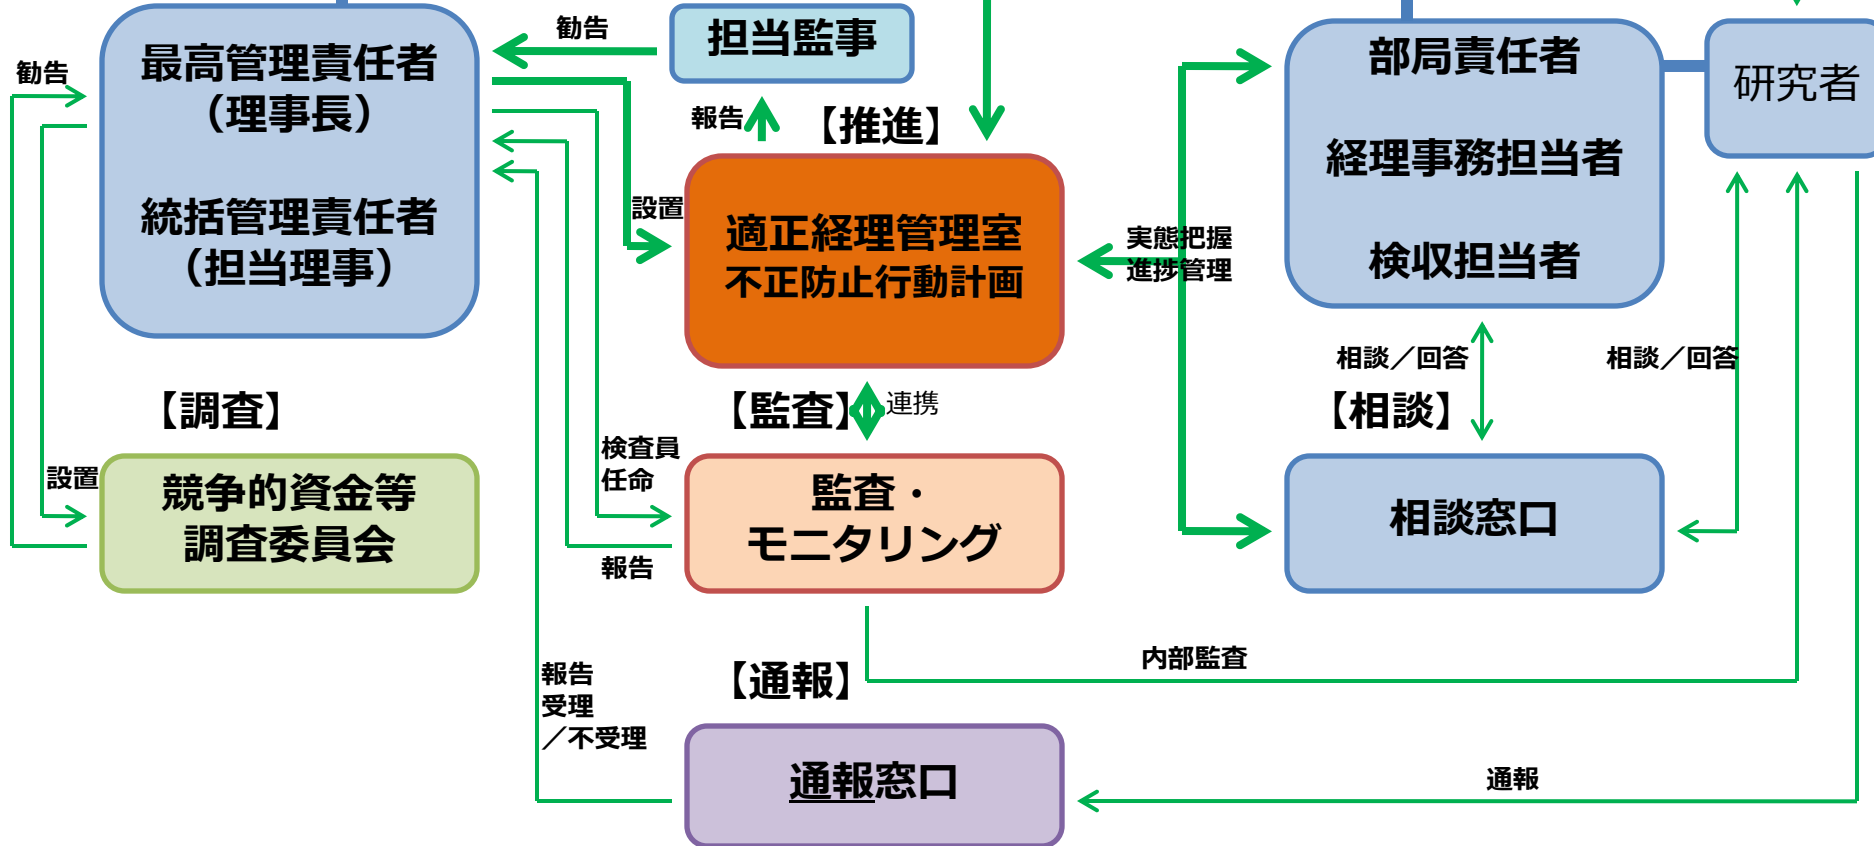 勧告
担当監事
最高管理責任者
（理事長）
統括管理責任者
（担当理事）
勧告
報告
【推進】
設置
適正経理管理室
不正防止行動計画
実態把握
進捗管理
部局責任者
経理事務担当者
検収担当者
研究者
相談／回答
相談／回答
【調査】
【監査】
連携
【相談】
設置
競争的資金等
調査委員会
検査員
任命
報告
監査・
モニタリング
相談窓口
内部監査
報告
受理
／不受理
【通報】
通報窓口
通報